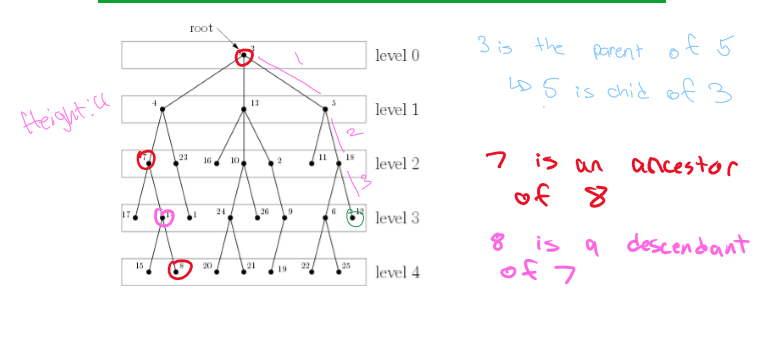 root
3
level 0
1
3 is the parent of 5
↳ 5 is child of 3
Height: 4
4
13
5
level 1
2
7
23
16
10
2
11
18
level 2
7 is an ancestor
of 8
3
17
1
24
26
9
6
12
level 3
8 is a descendant
of 7
15
8
20
21
19
22
25
level 4